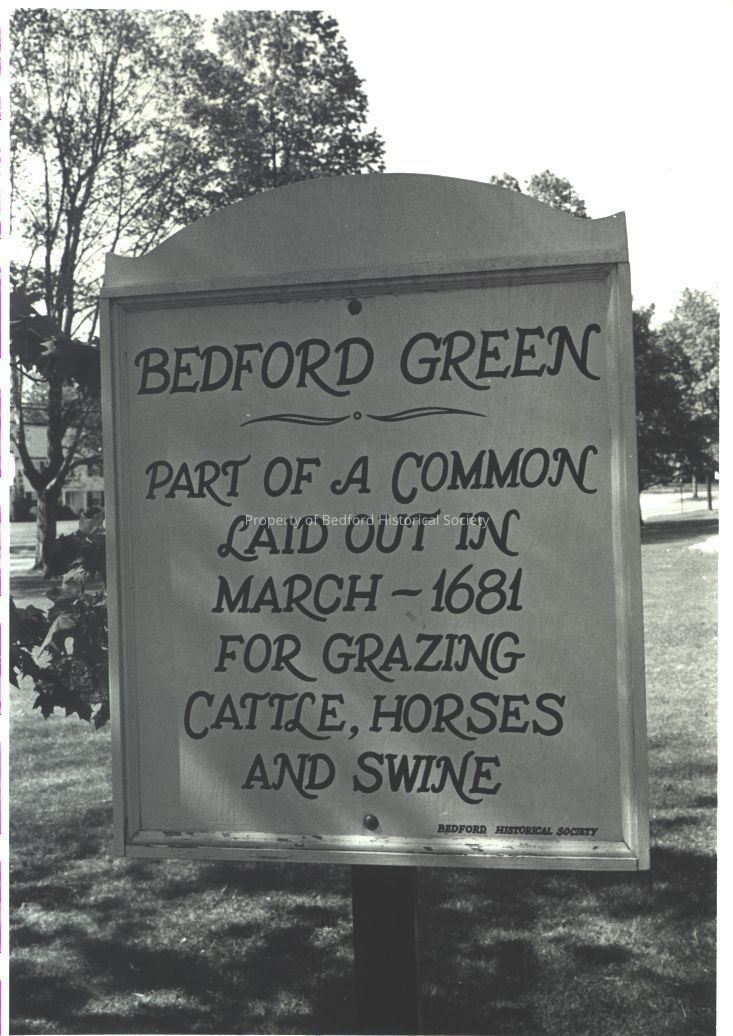 BEDFORD GREEN
PART OF A COMMON
LAID OUT IN
Property of Bedford Historical Society
MARCH - 1681
FOR GRAZING
CATTLE, HORSES
AND SWINE
BEDFORD HISTORICAL SOCIETY